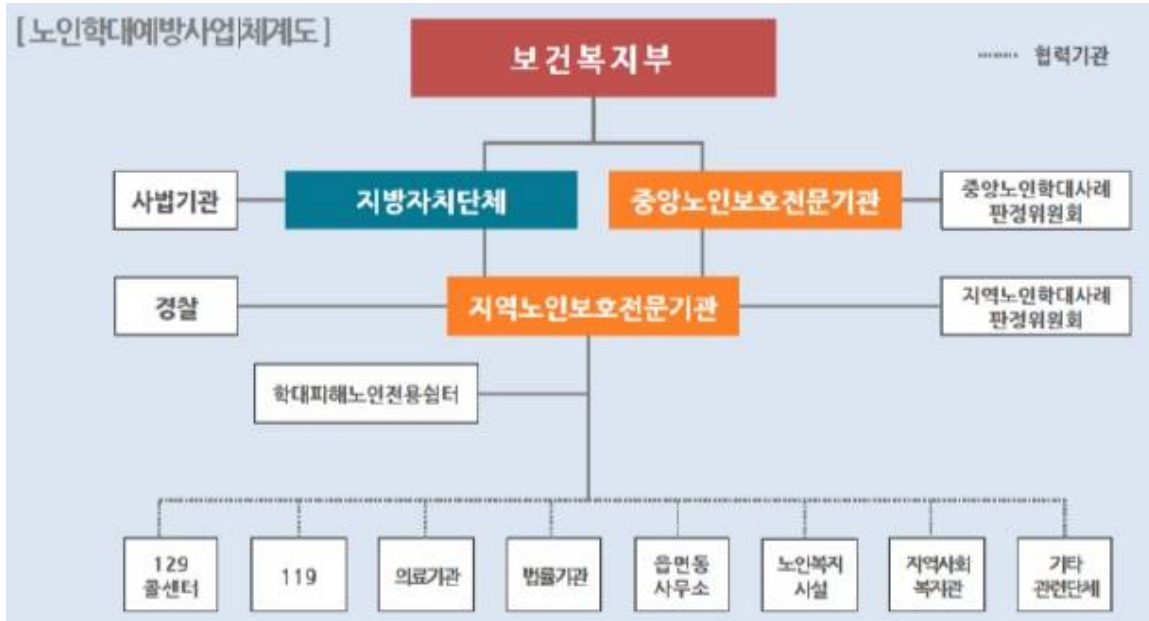 [노인학대예방사업체계도]
보건복지부
협력기관
사법기관
지방자치단체
중앙노인보호전문기관
중앙노인학대사례
판정위원회
경찰
지역노인보호전문기관
지역노인학대사례
판정위원회
학대피해노인전용쉼터
129
콜센터
119
의료기관
법률기관
읍면동
사무소
노인복지
시설
지역사회
복지관
기타
관련단체